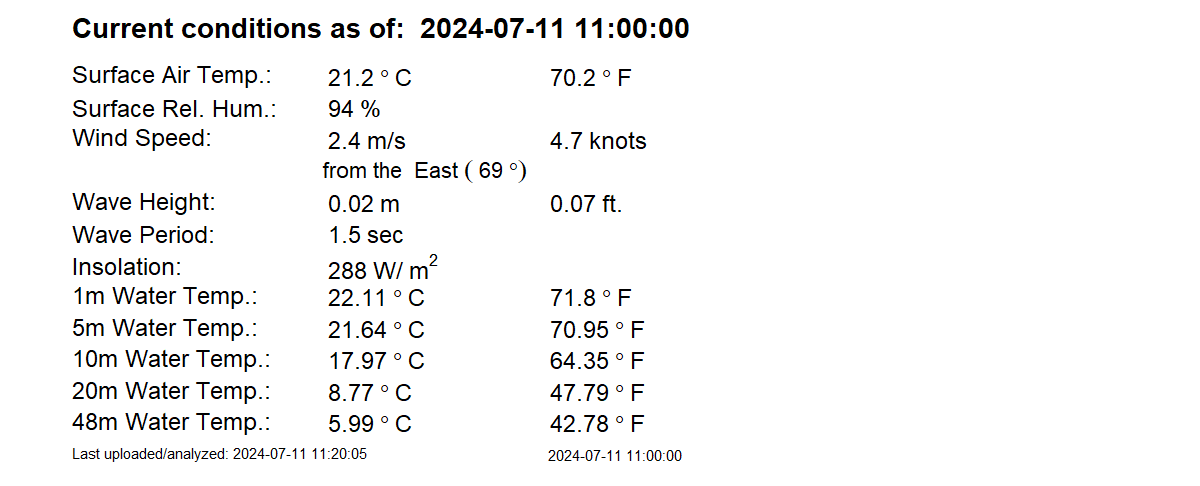 Current conditions as of: 2024-07-11 11:00:00
Surface Air Temp.: 21.2 ° C 70.2 ° F
Surface Rel. Hum.: 94 %
Wind Speed: 2.4 m/s 4.7 knots
from the East ( 69 °)
Wave Height: 0.02 m 0.07 ft.
Wave Period: 1.5 sec
Insolation: 288 W/ m²
1m Water Temp.: 22.11 ° C 71.8 ° F
5m Water Temp.: 21.64 ° C 70.95 ° F
10m Water Temp.: 17.97 ° C 64.35 ° F
20m Water Temp.: 8.77 ° C 47.79 ° F
48m Water Temp.: 5.99 ° C 42.78 ° F
Last uploaded/analyzed: 2024-07-11 11:20:05 2024-07-11 11:00:00